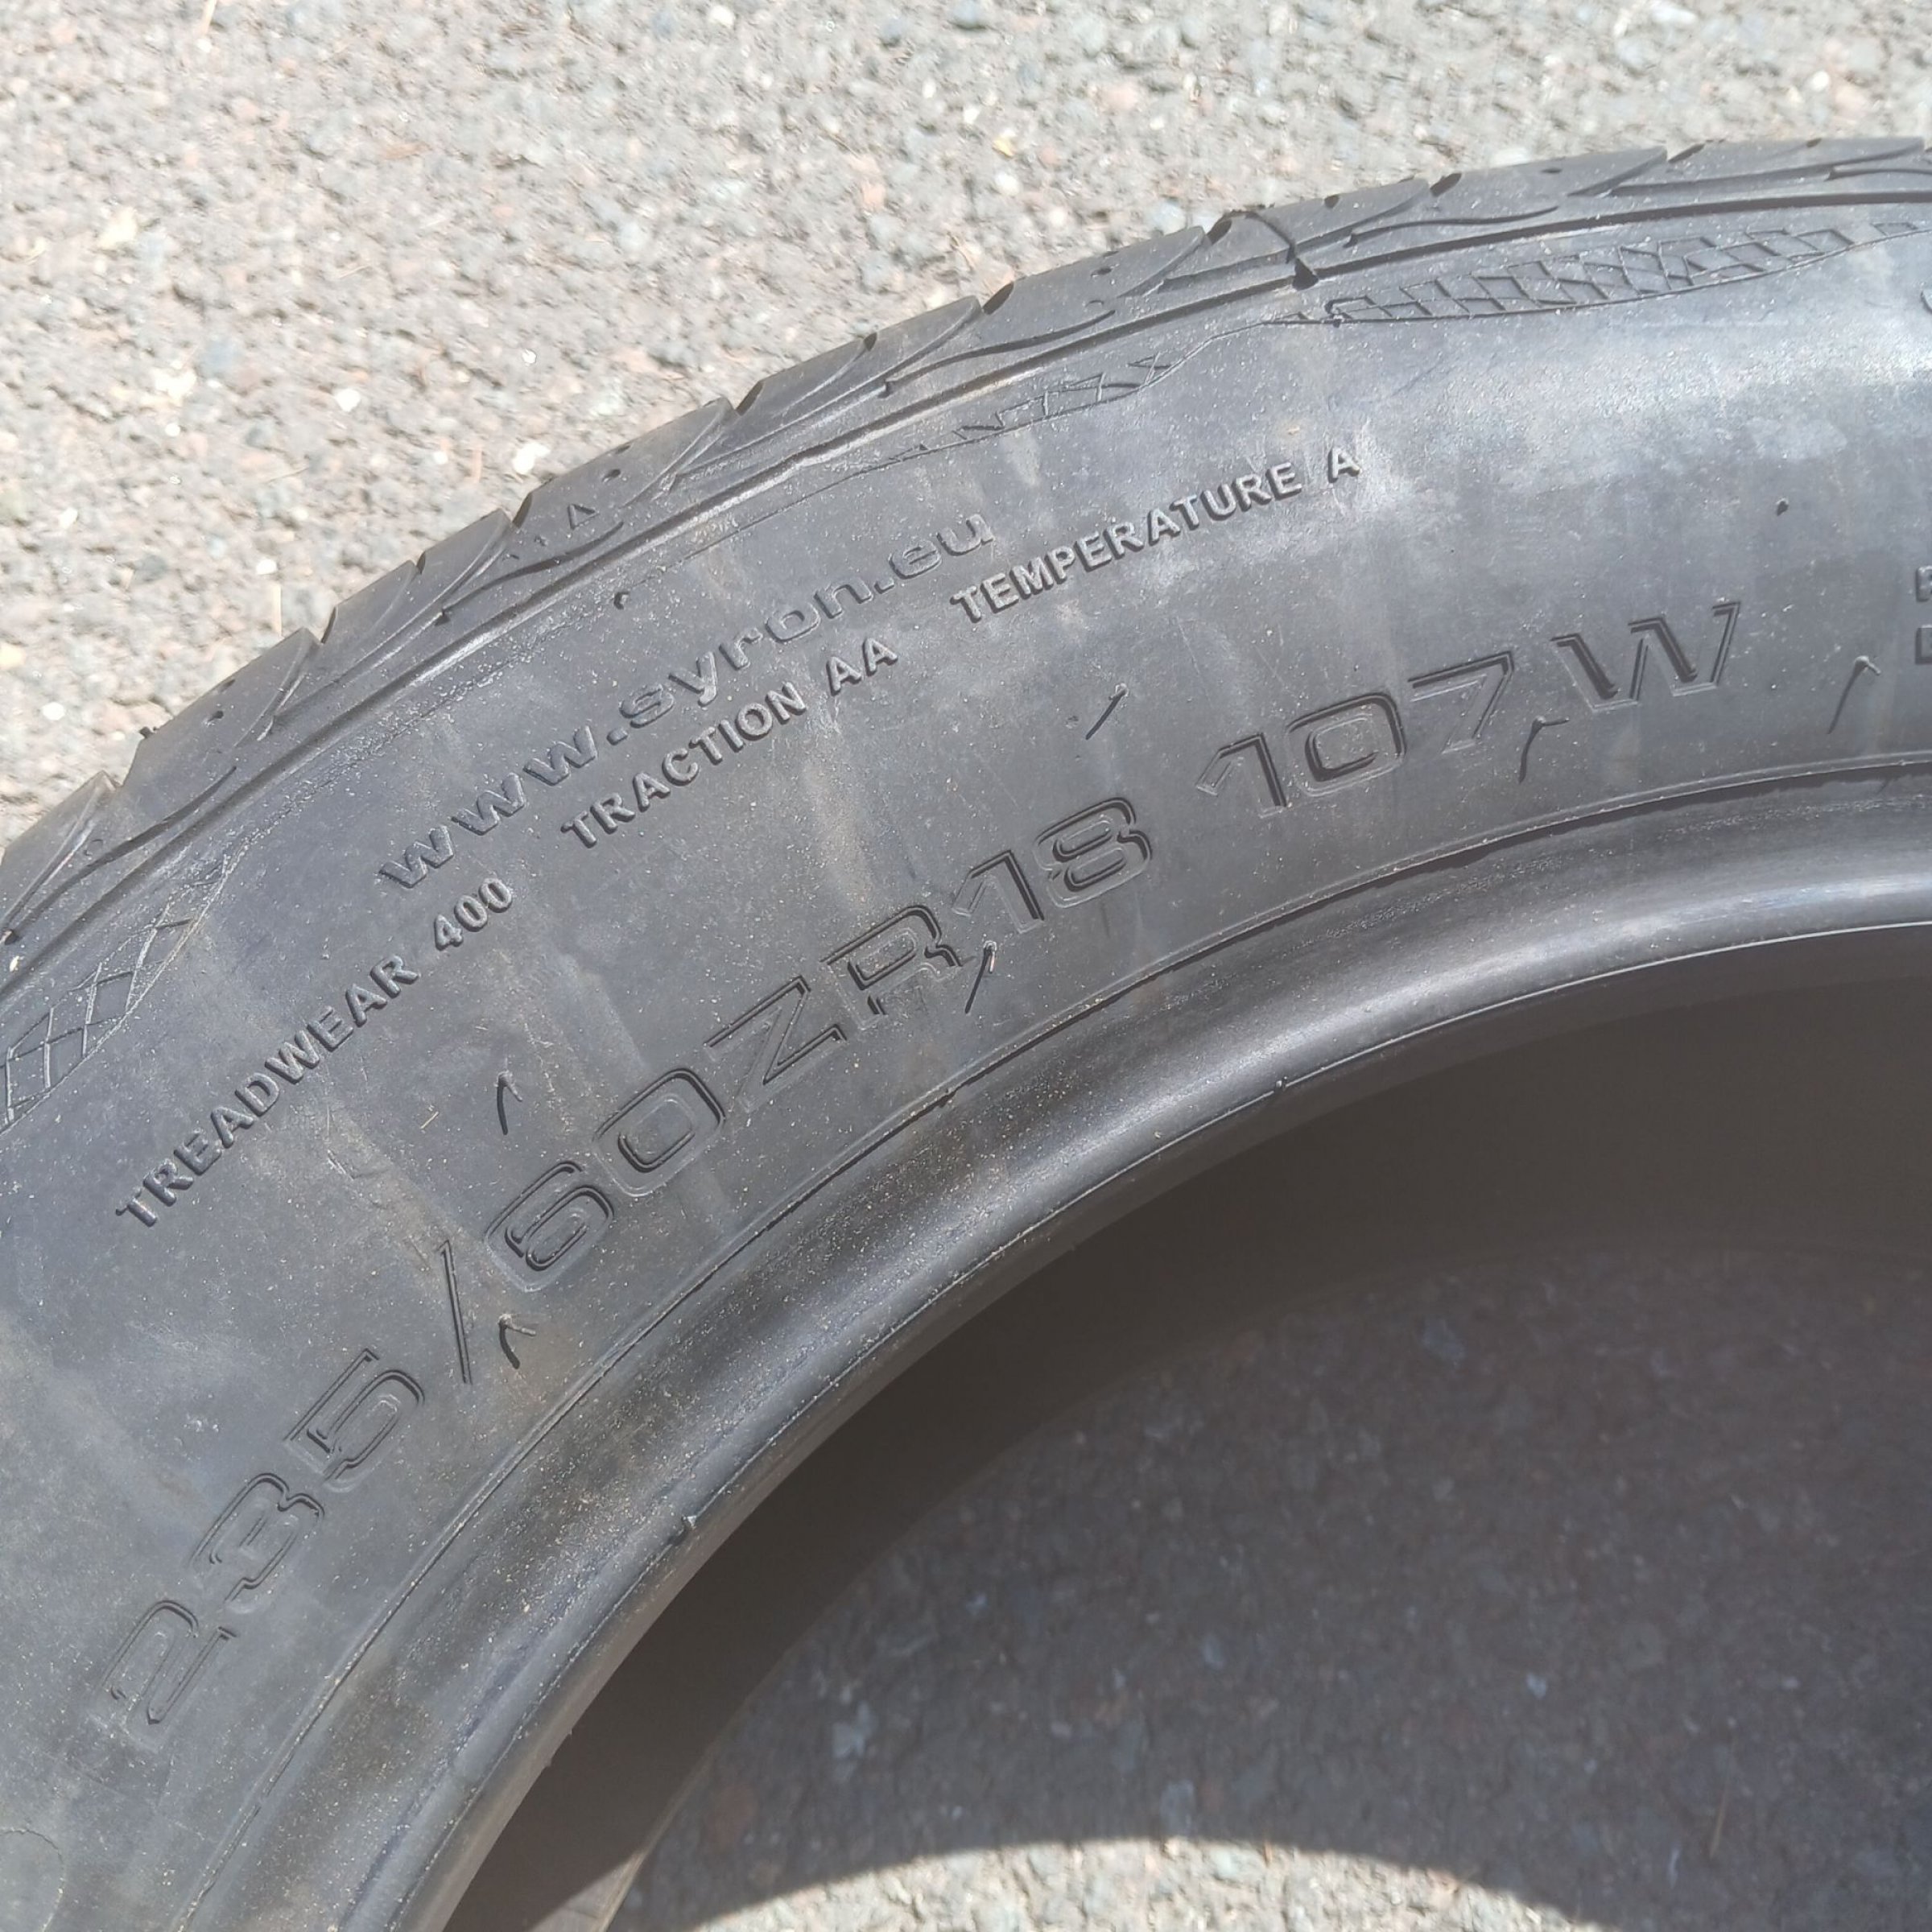 www.syron.eu
TREADWEAR 400 TRACTION AA TEMPERATURE A
235/60ZR18 107W